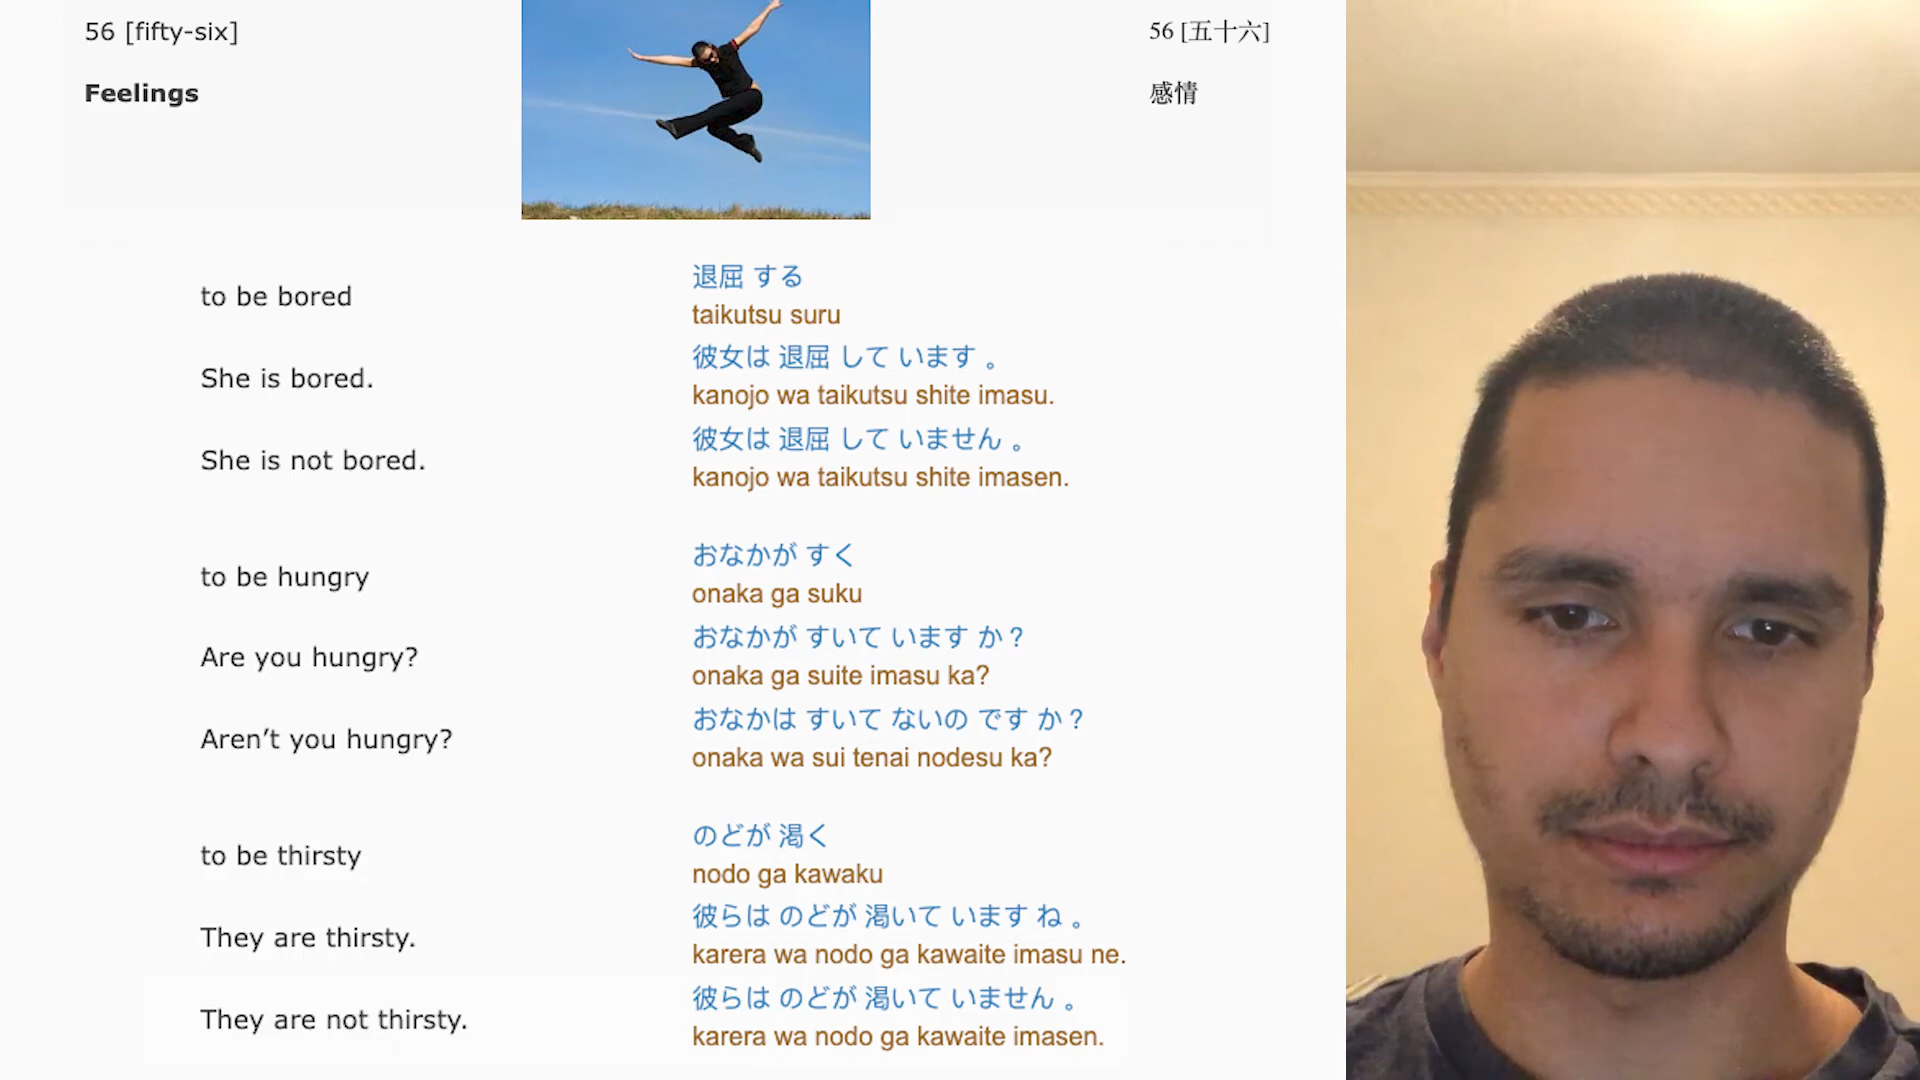 56 [fifty-six]
Feelings
56 [五十六]
感情
to be bored
退屈 する
taikutsu suru
She is bored.
彼女は 退屈 して います 。
kanojo wa taikutsu shite imasu.
She is not bored.
彼女は 退屈 して いません 。
kanojo wa taikutsu shite imasen.
to be hungry
おなかが すく
onaka ga suku
Are you hungry?
おなかが すいて います か ?
onaka ga suite imasu ka?
Aren’t you hungry?
おなかは すいて ないの です か ?
onaka wa sui tenai nodesu ka?
to be thirsty
のどが 渇く
nodo ga kawaku
They are thirsty.
彼らは のどが 渇いて います ね 。
karera wa nodo ga kawaite imasu ne.
They are not thirsty.
彼らは のどが 渇いて いません 。
karera wa nodo ga kawaite imasen.